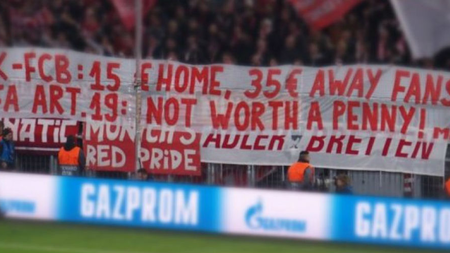 K-FCB: 15 € HOME, 35€ AWAY FANS
A ART. 19: NOT WORTH A PENNY!
NATIC MUNICH'S
RED PRIDE
ADLER BRETTEN
GAZPROM GAZPROM GAZPROM